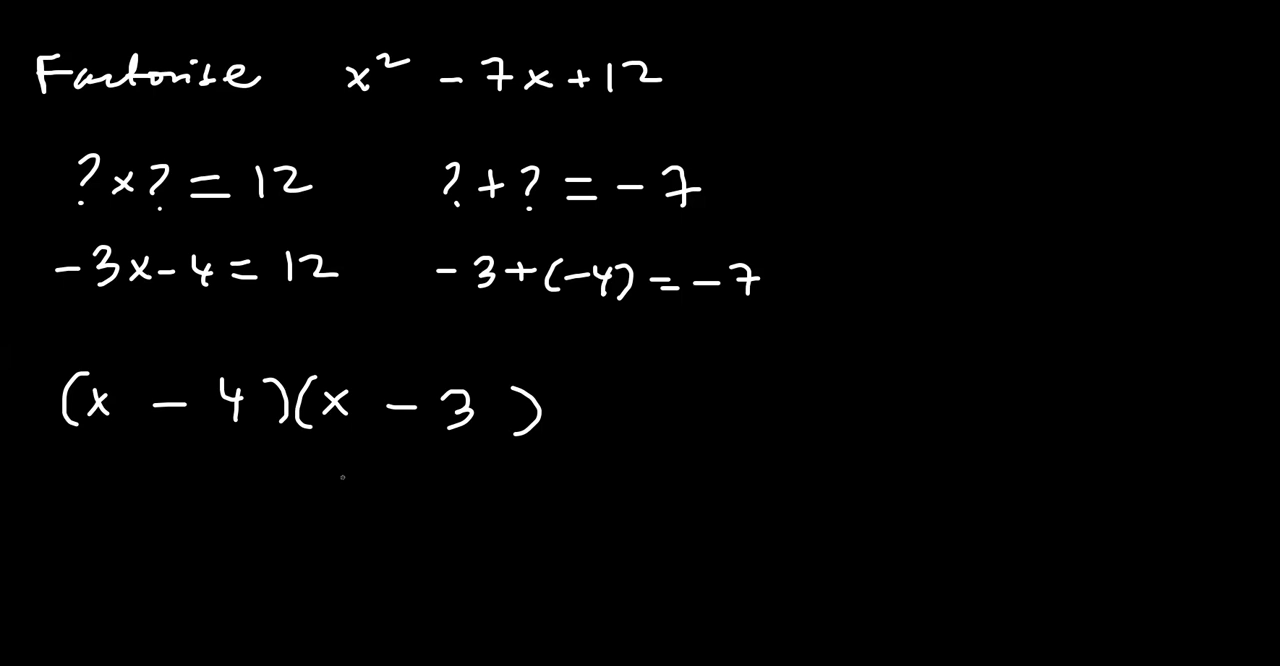 Factorise x² - 7x + 12
? × ? = 12 ? + ? = - 7
- 3 × - 4 = 12 - 3 + (-4) = - 7
(x - 4)(x - 3)